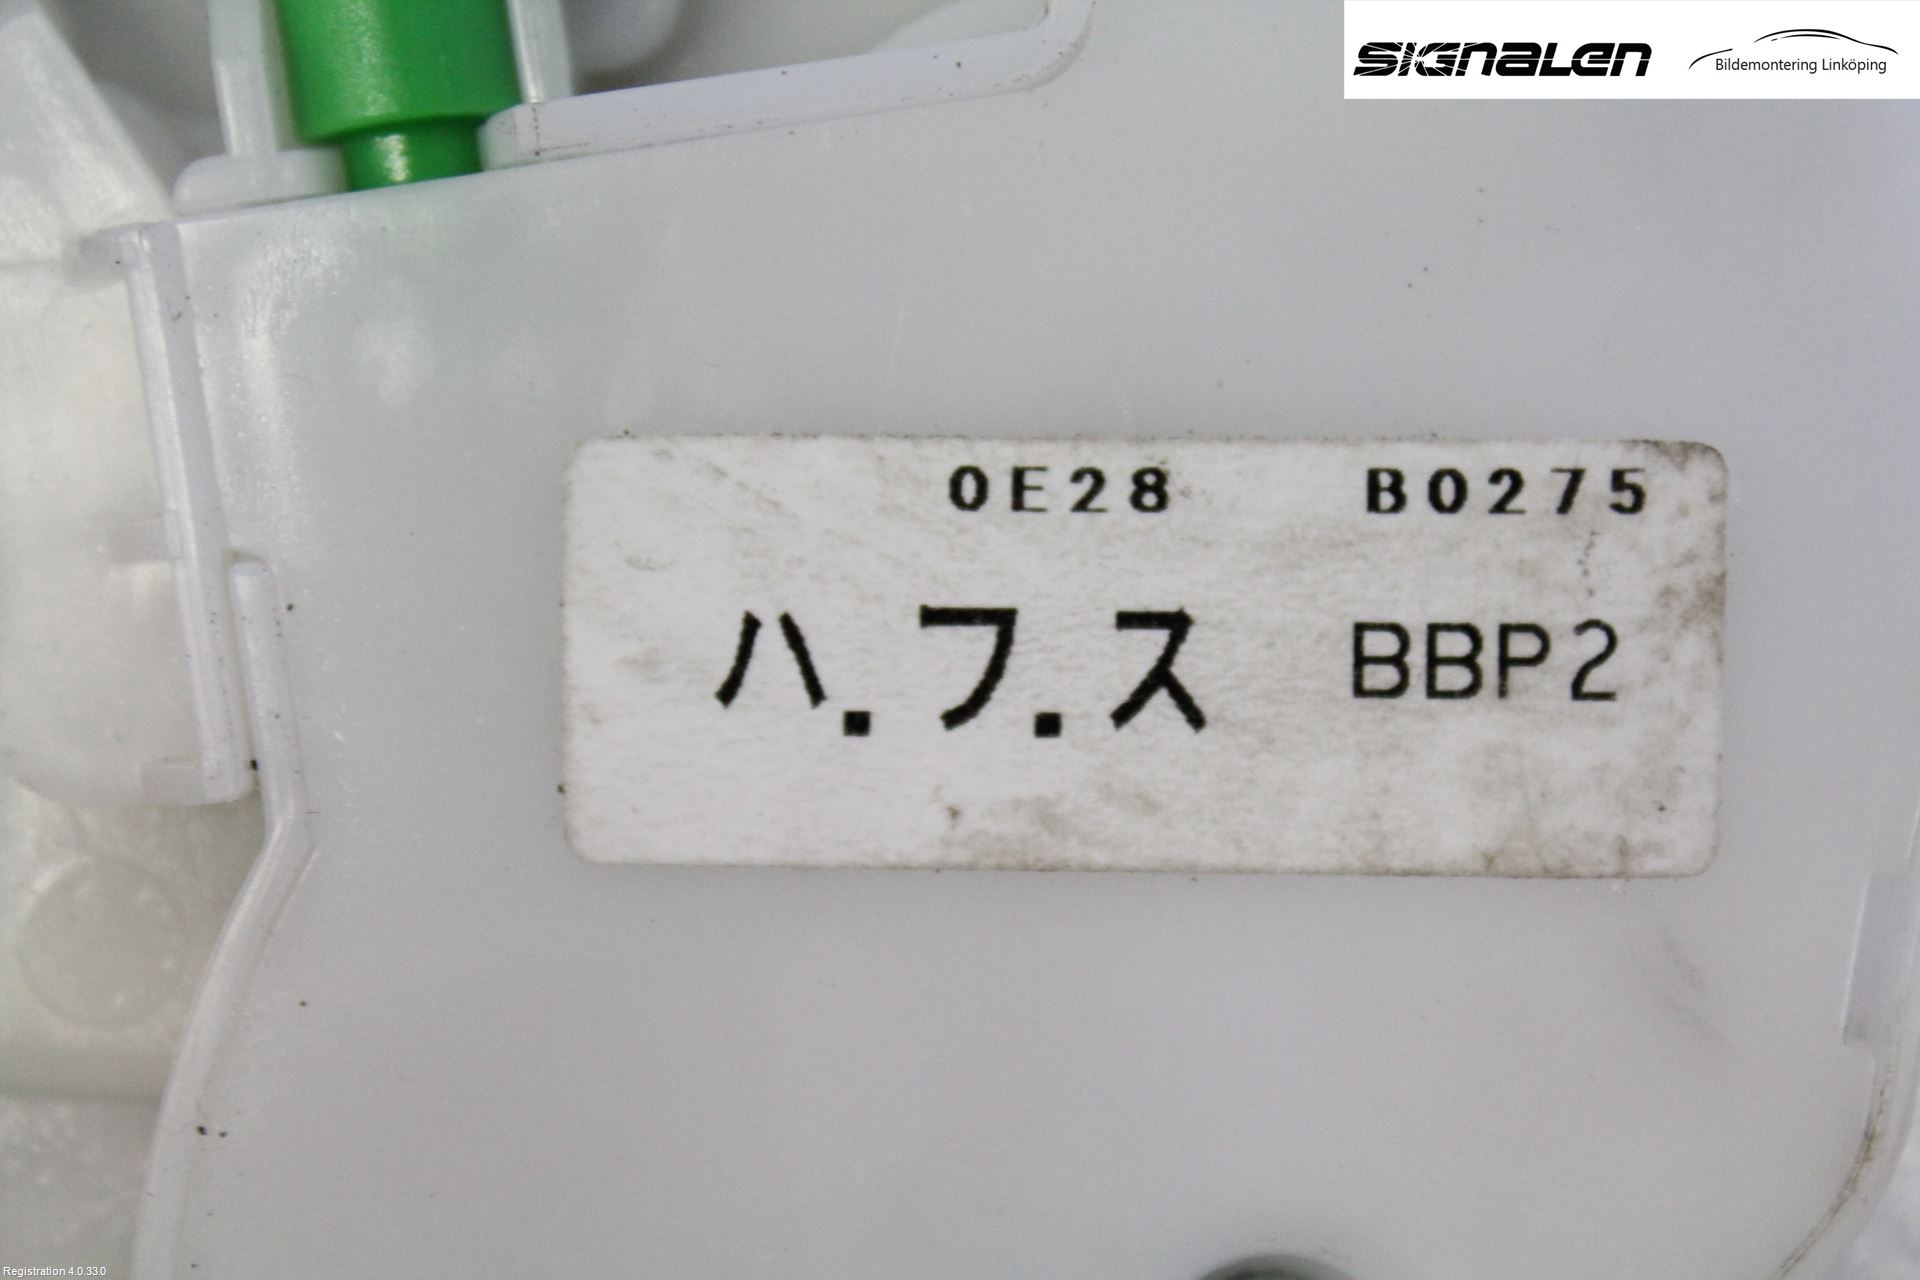 SIGNALEN
Bildemontering Linköping
0E28 B0275
ハ.フ.ス BBP2
Registration 4.0.33.0